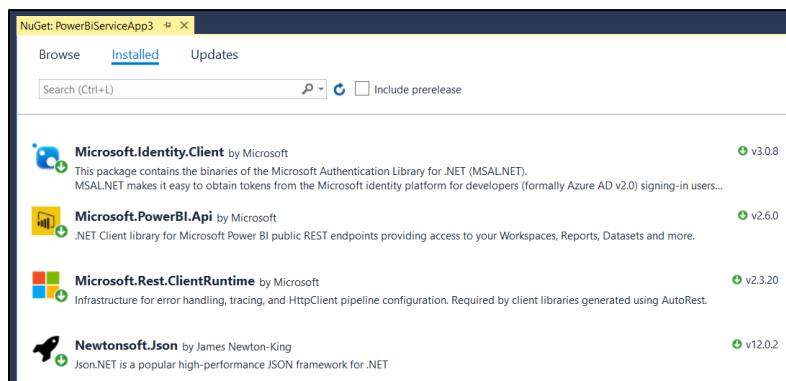 NuGet: PowerBiServiceApp3
Browse Installed Updates
Search (Ctrl+L) Include prerelease
Microsoft.Identity.Client by Microsoft v3.0.8
This package contains the binaries of the Microsoft Authentication Library for .NET (MSAL.NET).
MSAL.NET makes it easy to obtain tokens from the Microsoft identity platform for developers (formally Azure AD v2.0) signing-in users...
Microsoft.PowerBI.Api by Microsoft v2.6.0
.NET Client library for Microsoft Power BI public REST endpoints providing access to your Workspaces, Reports, Datasets and more.
Microsoft.Rest.ClientRuntime by Microsoft v2.3.20
Infrastructure for error handling, tracing, and HttpClient pipeline configuration. Required by client libraries generated using AutoRest.
Newtonsoft.Json by James Newton-King v12.0.2
Json.NET is a popular high-performance JSON framework for .NET